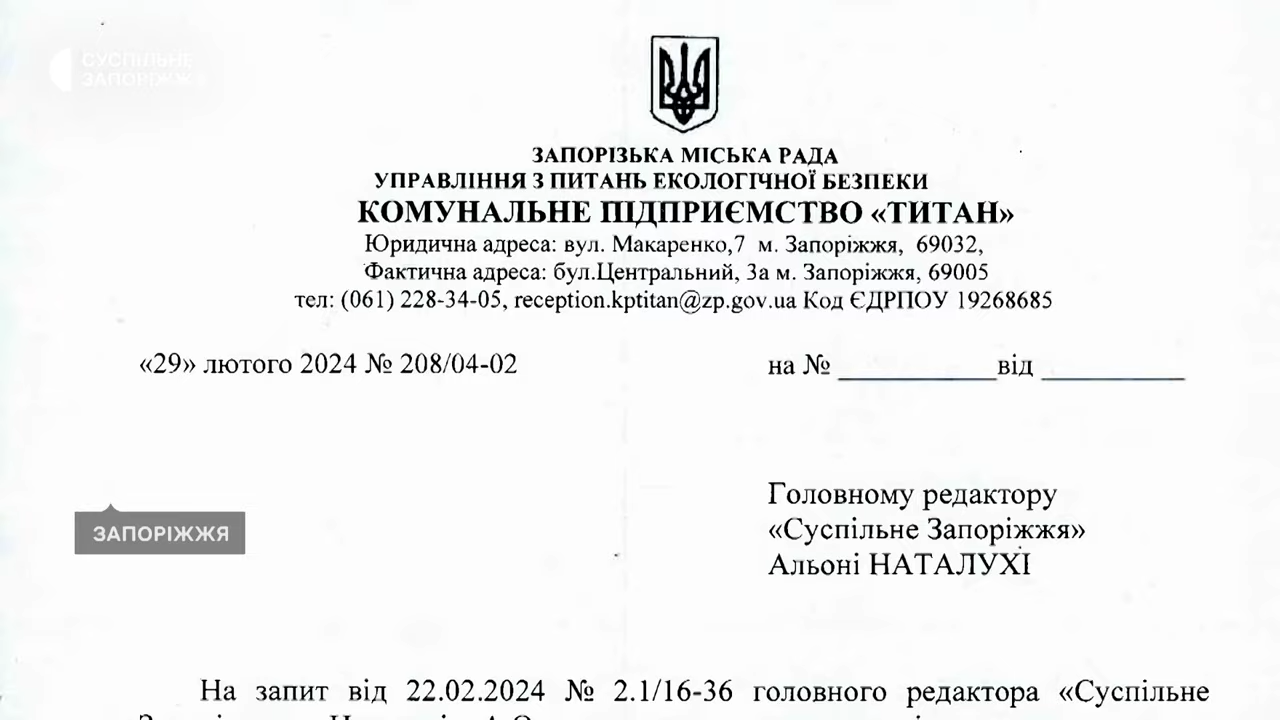 СУСПІЛЬНЕ
ЗАПОРІЖЖЯ
ЗАПОРІЗЬКА МІСЬКА РАДА
УПРАВЛІННЯ З ПИТАНЬ ЕКОЛОГІЧНОЇ БЕЗПЕКИ
КОМУНАЛЬНЕ ПІДПРИЄМСТВО «ТИТАН»
Юридична адреса: вул. Макаренко,7 м. Запоріжжя, 69032,
Фактична адреса: бул.Центральний, 3а м. Запоріжжя, 69005
тел: (061) 228-34-05, reception.kptitan@zp.gov.ua Код ЄДРПОУ 19268685
«29» лютого 2024 № 208/04-02
на № ___________від __________
Головному редактору
«Суспільне Запоріжжя»
Альоні НАТАЛУХІ
ЗАПОРІЖЖЯ
На запит від 22.02.2024 № 2.1/16-36 головного редактора «Суспільне